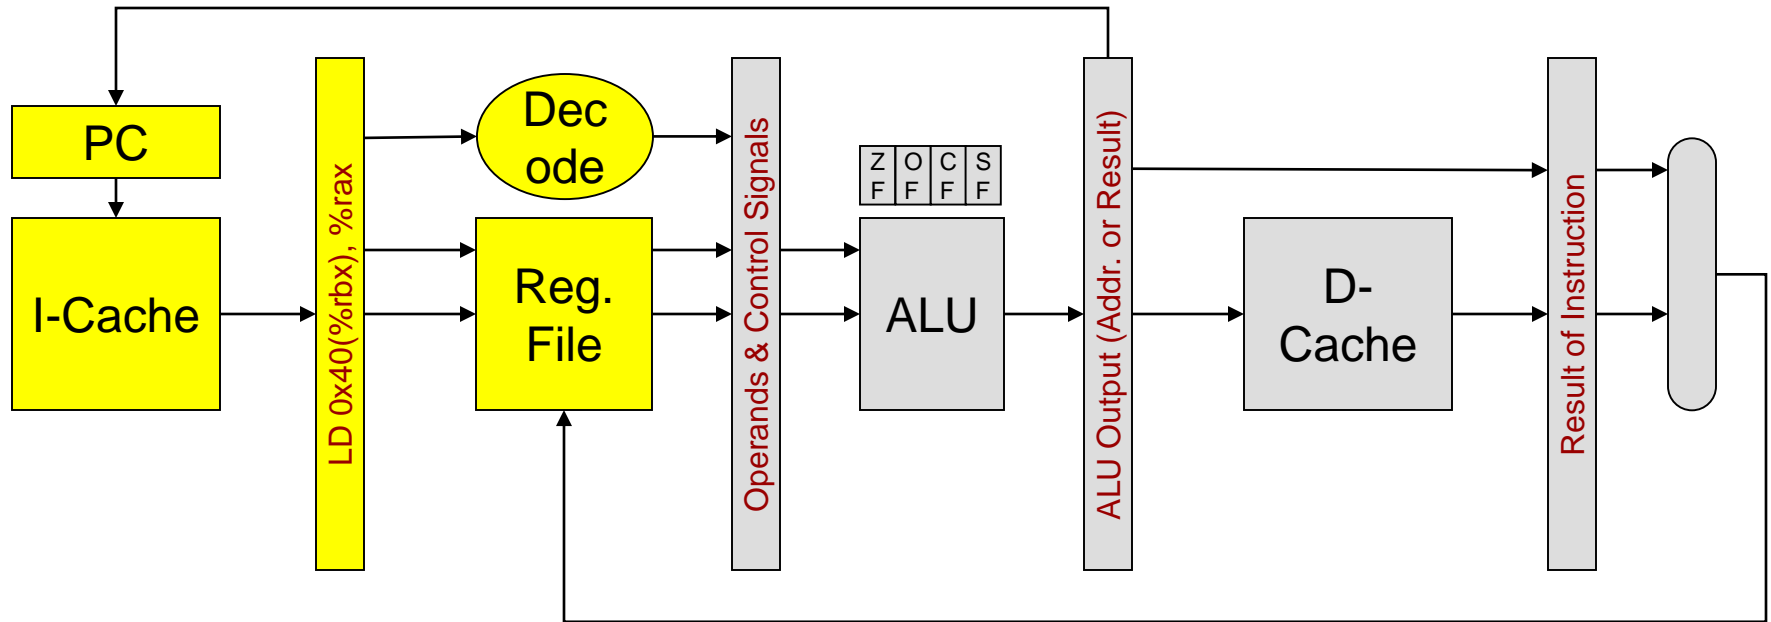 PC
I-Cache
LD 0x40(%rbx), %rax
Dec
ode
Reg.
File
Operands & Control Signals
Z O C S
F F F F
ALU
ALU Output (Addr. or Result)
D-
Cache
Result of Instruction